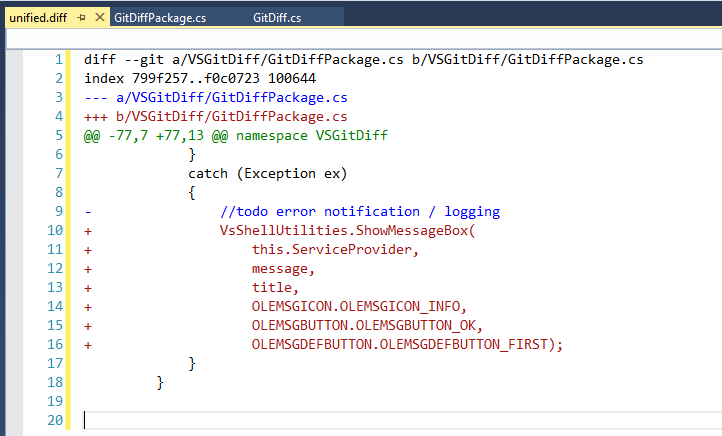 unified.diff GitDiffPackage.cs GitDiff.cs
1 diff --git a/VSGitDiff/GitDiffPackage.cs b/VSGitDiff/GitDiffPackage.cs
2 index 799f257..f0c0723 100644
3 --- a/VSGitDiff/GitDiffPackage.cs
4 +++ b/VSGitDiff/GitDiffPackage.cs
5 @@ -77,7 +77,13 @@ namespace VSGitDiff
6              }
7              catch (Exception ex)
8              {
9 -                //todo error notification / logging
10 +                VsShellUtilities.ShowMessageBox(
11 +                    this.ServiceProvider,
12 +                    message,
13 +                    title,
14 +                    OLEMSGICON.OLEMSGICON_INFO,
15 +                    OLEMSGBUTTON.OLEMSGBUTTON_OK,
16 +                    OLEMSGDEFBUTTON.OLEMSGDEFBUTTON_FIRST);
17              }
18          }
19
20